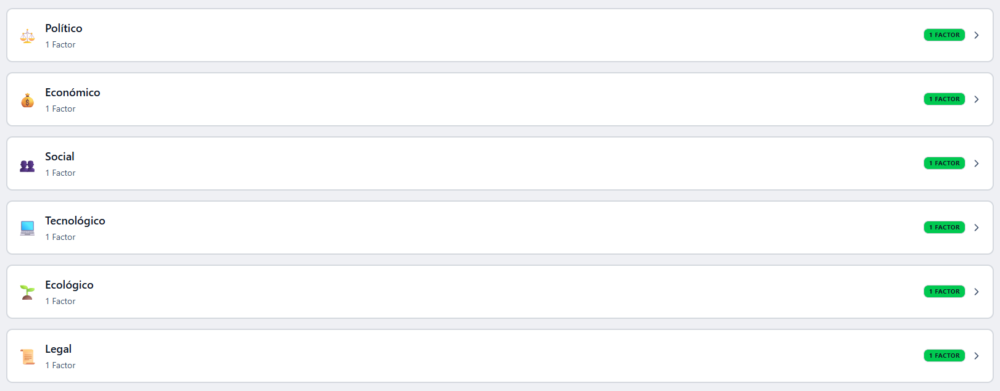 Político
1 Factor
1 FACTOR
Económico
1 Factor
1 FACTOR
Social
1 Factor
1 FACTOR
Tecnológico
1 Factor
1 FACTOR
Ecológico
1 Factor
1 FACTOR
Legal
1 Factor
1 FACTOR